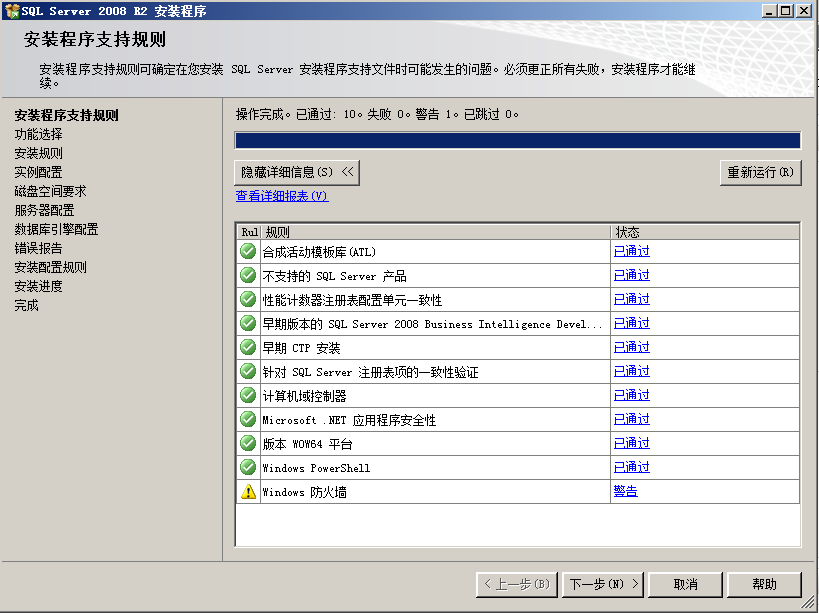 SQL Server 2008 R2 安装程序
安装程序支持规则
安装程序支持规则可确定在您安装 SQL Server 安装程序支持文件时可能发生的问题。必须更正所有失败，安装程序才能继
续。
安装程序支持规则
功能选择
安装规则
实例配置
磁盘空间要求
服务器配置
数据库引擎配置
错误报告
安装配置规则
安装进度
完成
操作完成。已通过: 10。失败 0。警告 1。已跳过 0。
隐藏详细信息(S) <<
重新运行(R)
查看详细报表(V)
Rul 规则 状态
合成活动模板库(ATL) 已通过
不支持的 SQL Server 产品 已通过
性能计数器注册表配置单元一致性 已通过
早期版本的 SQL Server 2008 Business Intelligence Devel... 已通过
早期 CTP 安装 已通过
针对 SQL Server 注册表项的一致性验证 已通过
计算机域控制器 已通过
Microsoft .NET 应用程序安全性 已通过
版本 WOW64 平台 已通过
Windows PowerShell 已通过
Windows 防火墙 警告
< 上一步(B) 下一步(N) > 取消 帮助